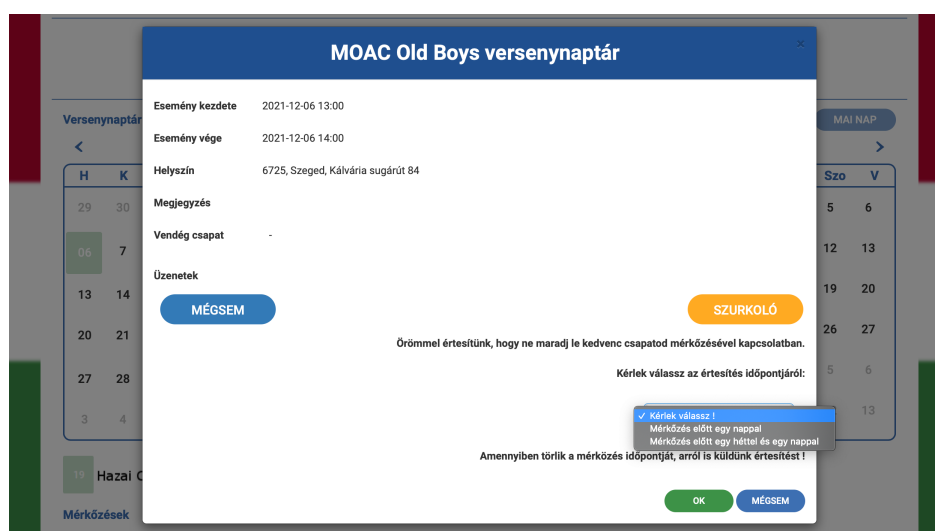 MOAC Old Boys versenynaptár
×
Esemény kezdete 2021-12-06 13:00
Esemény vége 2021-12-06 14:00
Helyszín 6725, Szeged, Kálvária sugárút 84
Megjegyzés
Vendég csapat -
Üzenetek
MÉGSEM SZURKOLÓ
Örömmel értesítünk, hogy ne maradj le kedvenc csapatod mérkőzésével kapcsolatban.
Kérlek válassz az értesítés időpontjáról:
✓ Kérlek válassz !
Mérkőzés előtt egy nappal
Mérkőzés előtt egy héttel és egy nappal
Amennyiben törlik a mérközés időpontját, arról is küldünk értesítést !
OK MÉGSEM
Versenynaptár
MAI NAP
< >
H K Szo V
29 30 5 6
06 7 12 13
13 14 19 20
20 21 26 27
27 28 5 6
3 4 13
19 Hazai
Mérkőzések